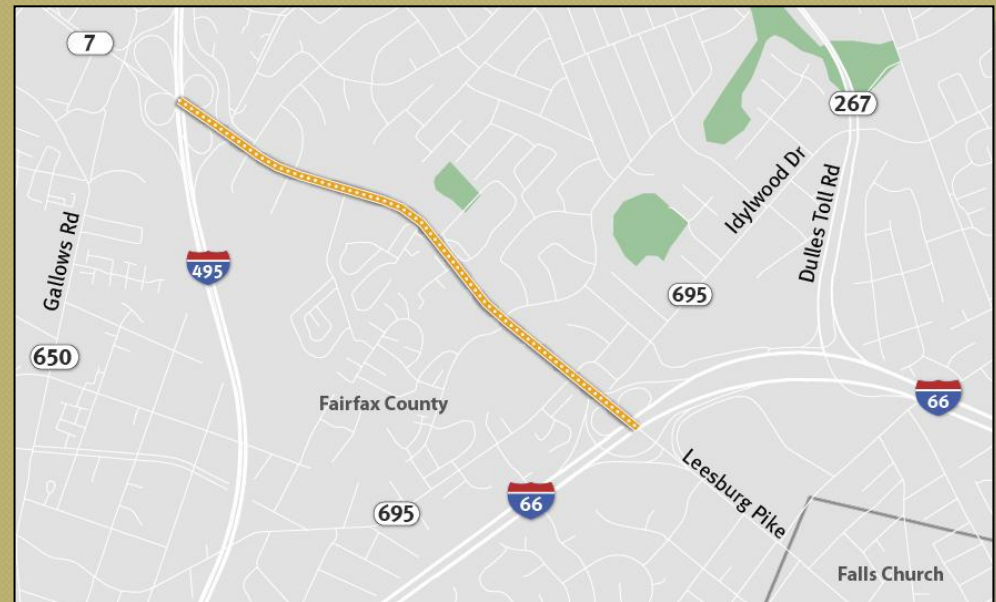 7
267
Idylwood Dr
Dulles Toll Rd
Gallows Rd
495
695
650
66
Fairfax County
66
695
Leesburg Pike
Falls Church